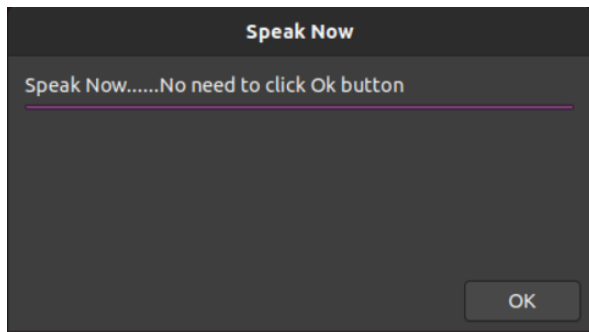 Speak Now
Speak Now......No need to click Ok button
OK